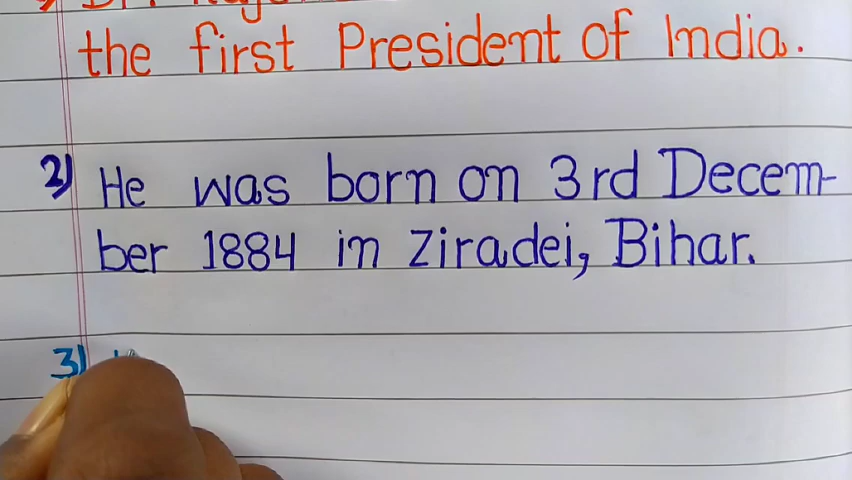 the first President of India.
2) He was born on 3rd Decem-
ber 1884 in Ziradei, Bihar.
3)